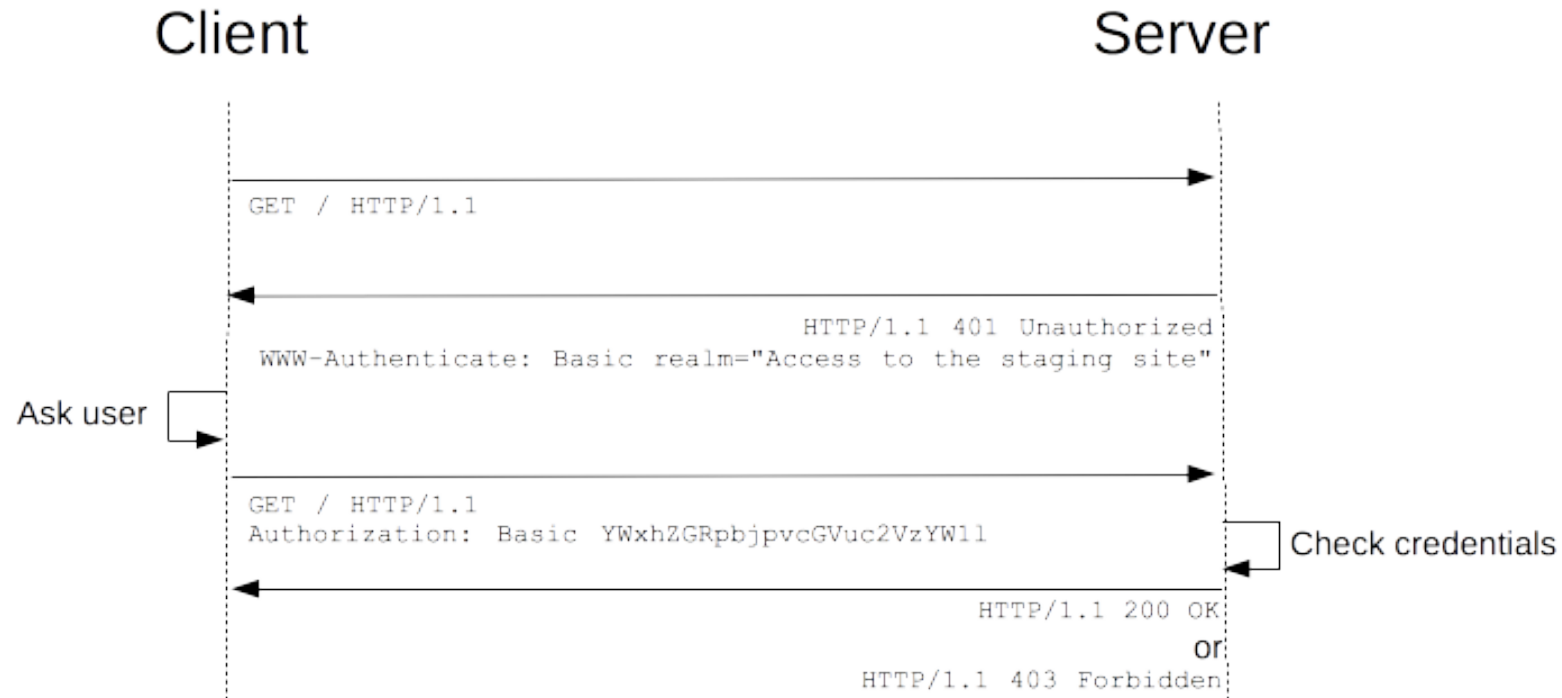 Client
Server
GET / HTTP/1.1
HTTP/1.1 401 Unauthorized
WWW-Authenticate: Basic realm="Access to the staging site"
Ask user
GET / HTTP/1.1
Authorization: Basic YWxhZGRpbjpvcGVuc2VzYW1l
Check credentials
HTTP/1.1 200 OK
or
HTTP/1.1 403 Forbidden